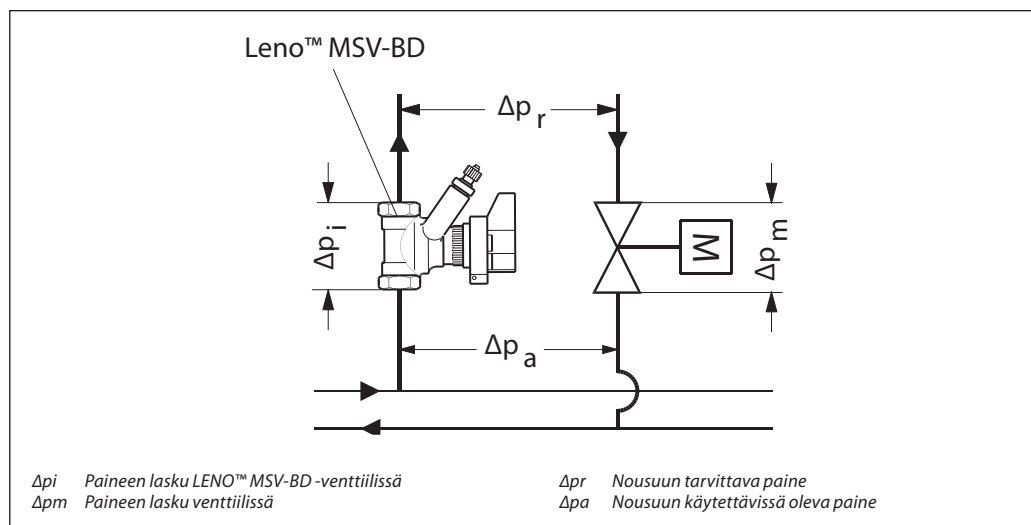 Leno™ MSV-BD
Δp r
Δp i
M
Δp m
Δp a
Δpi Paineen lasku LENO™ MSV-BD -venttiilissä
Δpm Paineen lasku venttiilissä
Δpr Nousuun tarvittava paine
Δpa Nousuun käytettävissä oleva paine